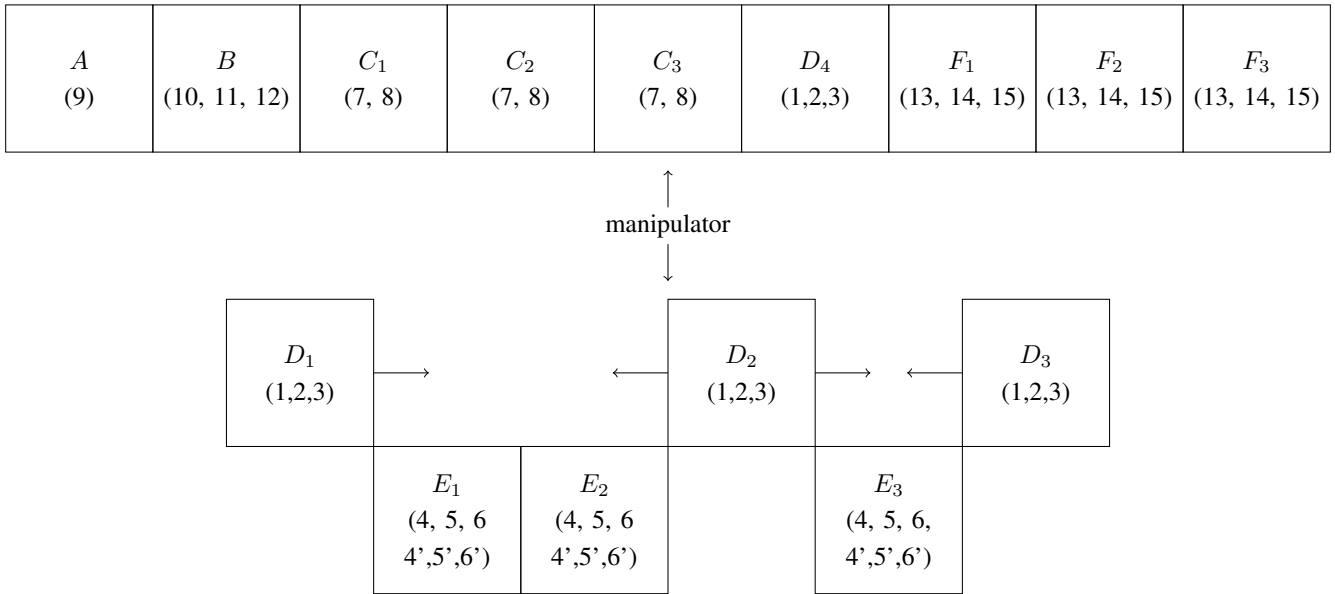 A
(9)
B
(10, 11, 12)
C₁
(7, 8)
C₂
(7, 8)
C₃
(7, 8)
D₄
(1,2,3)
F₁
(13, 14, 15)
F₂
(13, 14, 15)
F₃
(13, 14, 15)
manipulator
D₁
(1,2,3)
D₂
(1,2,3)
D₃
(1,2,3)
E₁
(4, 5, 6
4',5',6')
E₂
(4, 5, 6
4',5',6')
E₃
(4, 5, 6,
4',5',6')